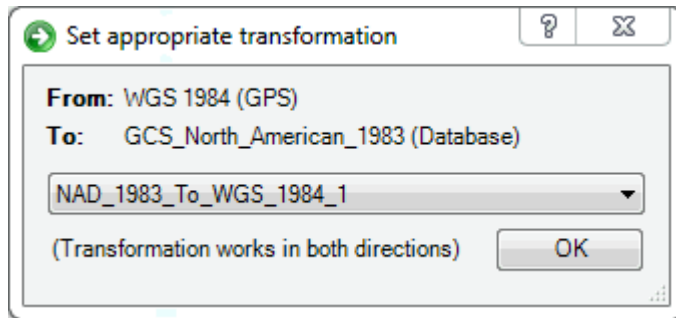 Set appropriate transformation
From: WGS 1984 (GPS)
To: GCS_North_American_1983 (Database)
NAD_1983_To_WGS_1984_1
(Transformation works in both directions) OK